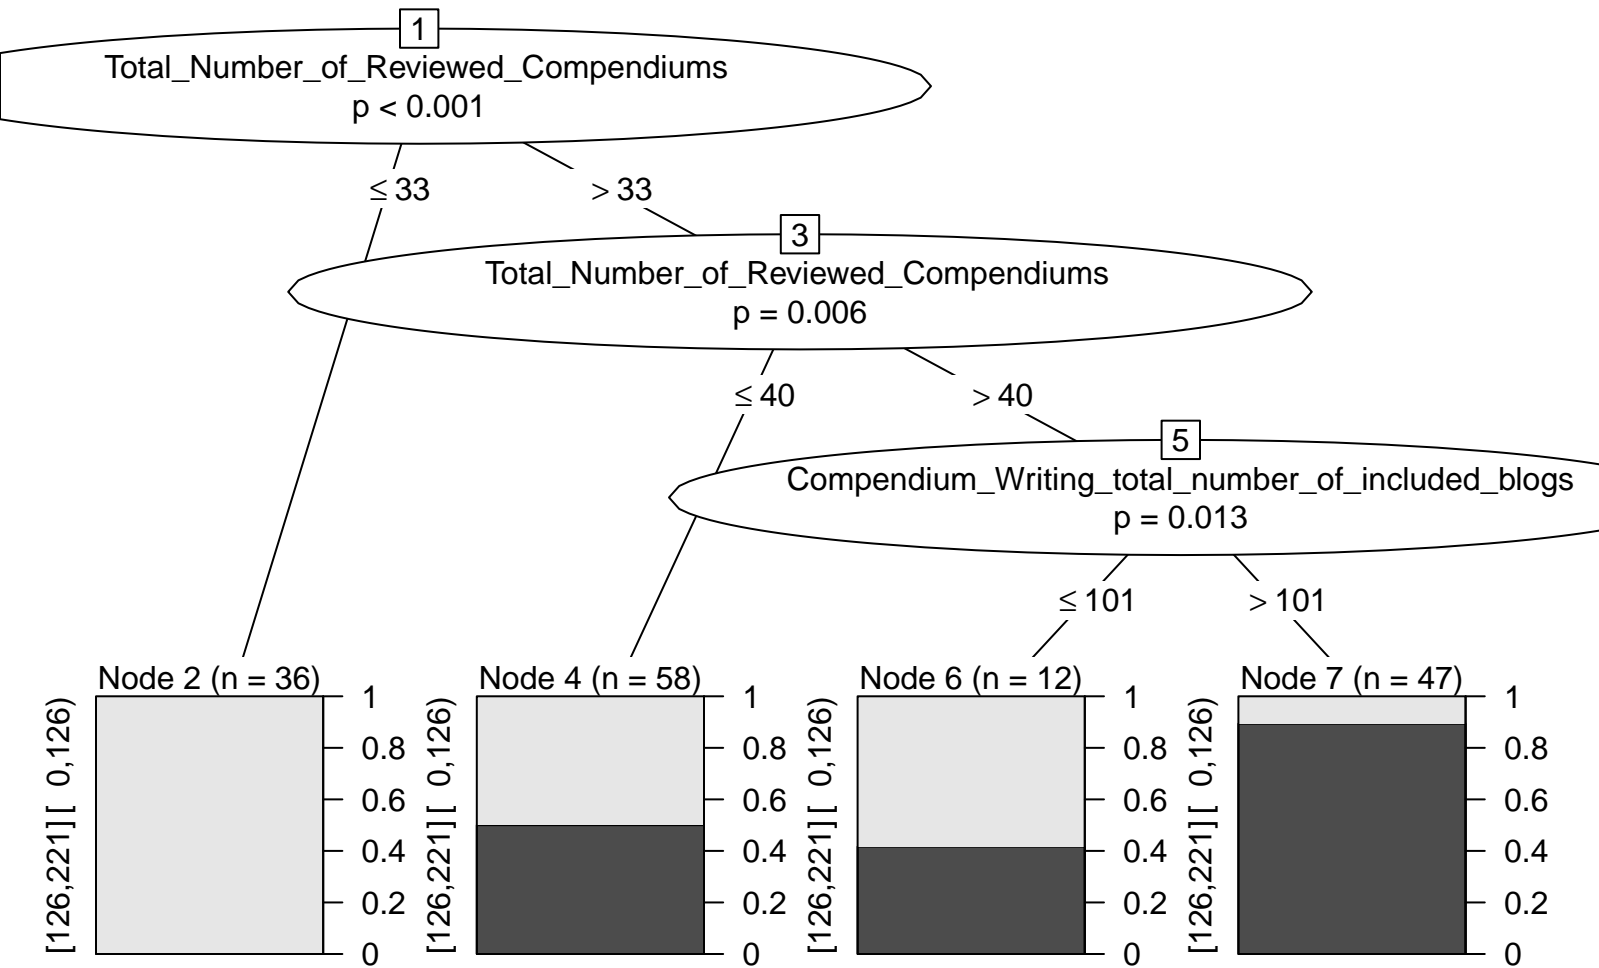 1
Total_Number_of_Reviewed_Compendiums
p < 0.001
≤ 33
> 33
3
Total_Number_of_Reviewed_Compendiums
p = 0.006
≤ 40
> 40
5
Compendium_Writing_total_number_of_included_blogs
p = 0.013
≤ 101
> 101
Node 2 (n = 36)
[126,221] [  0,126)
1
0.8
0.6
0.4
0.2
0
Node 4 (n = 58)
[126,221] [  0,126)
1
0.8
0.6
0.4
0.2
0
Node 6 (n = 12)
[126,221] [  0,126)
1
0.8
0.6
0.4
0.2
0
Node 7 (n = 47)
[126,221] [  0,126)
1
0.8
0.6
0.4
0.2
0